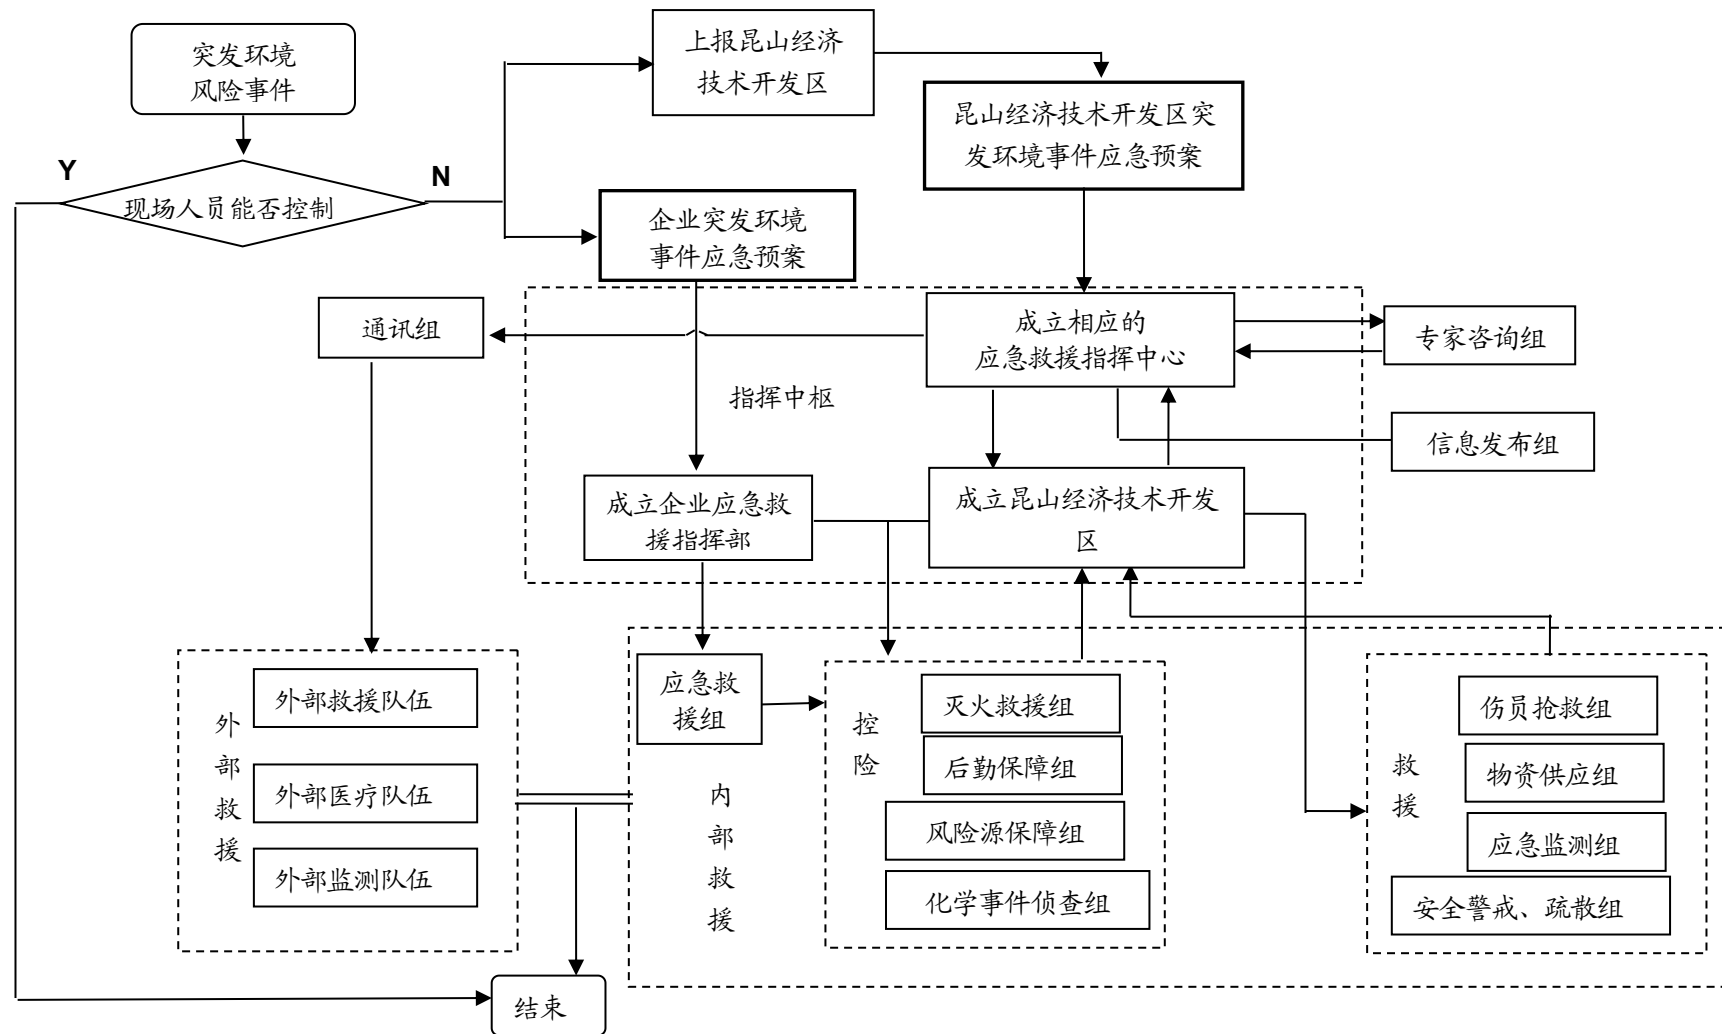 突发环境
风险事件
上报昆山经济
技术开发区
昆山经济技术开发区突
发环境事件应急预案
Y
N
现场人员能否控制
企业突发环境
事件应急预案
通讯组
成立相应的
应急救援指挥中心
专家咨询组
指挥中枢
信息发布组
成立企业应急救
援指挥部
成立昆山经济技术开发
区
外部救援
外部救援队伍
外部医疗队伍
外部监测队伍
应急救
援组
内部救援
控险
灭火救援组
后勤保障组
风险源保障组
化学事件侦查组
救援
伤员抢救组
物资供应组
应急监测组
安全警戒、疏散组
结束